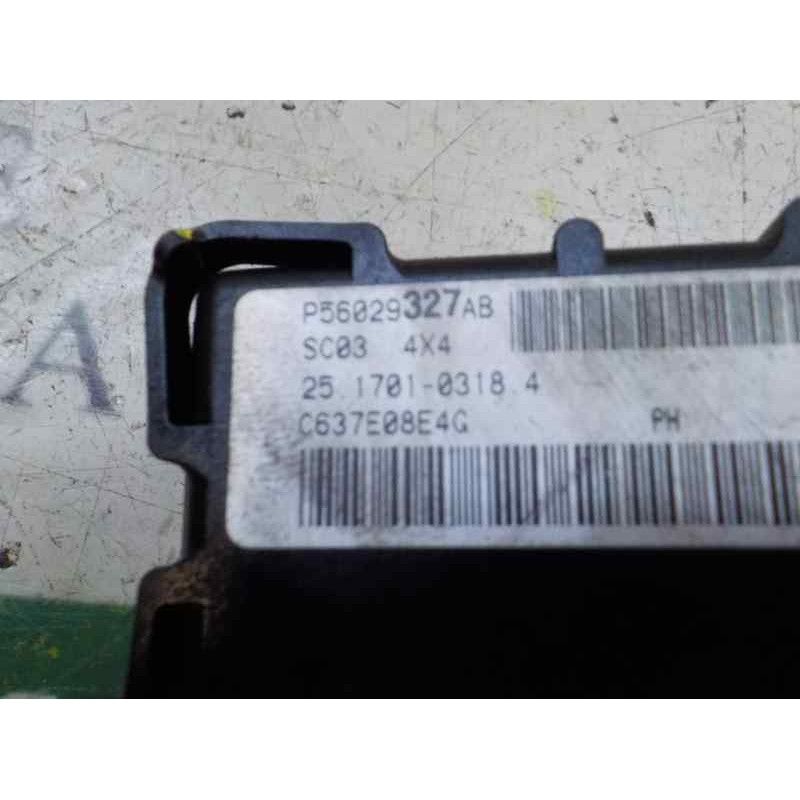 P56029327AB
SC03 4X4
25.1701-0318.4
C637E08E4G PH
A